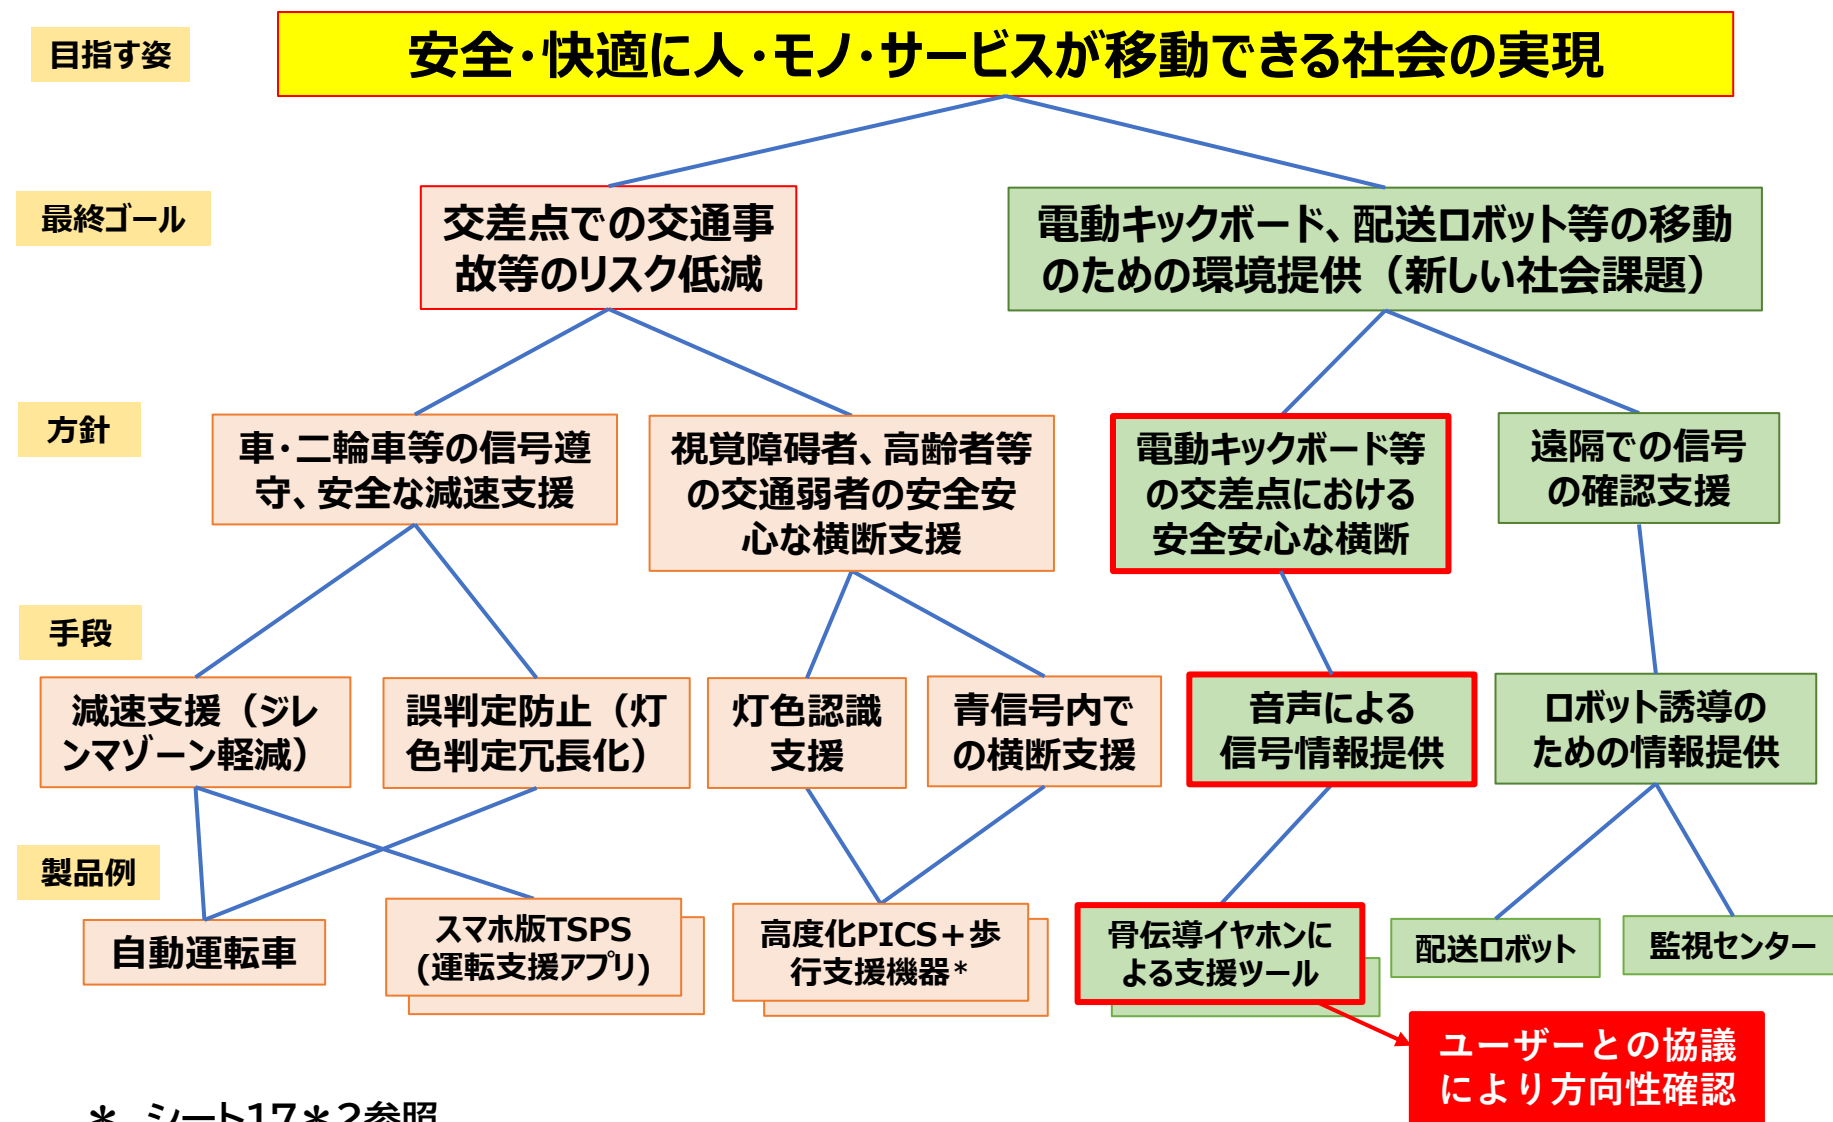 目指す姿
安全・快適に人・モノ・サービスが移動できる社会の実現
最終ゴール
交差点での交通事
故等のリスク低減
電動キックボード、配送ロボット等の移動
のための環境提供（新しい社会課題）
方針
車・二輪車等の信号遵
守、安全な減速支援
視覚障碍者、高齢者等
の交通弱者の安全安
心な横断支援
電動キックボード等
の交差点における
安全安心な横断
遠隔での信号
の確認支援
手段
減速支援（ジレ
ンマゾーン軽減）
誤判定防止（灯
色判定冗長化）
灯色認識
支援
青信号内で
の横断支援
音声による
信号情報提供
ロボット誘導の
ための情報提供
製品例
自動運転車
スマホ版TSPS
(運転支援アプリ)
高度化PICS＋歩
行支援機器*
骨伝導イヤホンに
よる支援ツール
配送ロボット
監視センター
ユーザーとの協議
により方向性確認
＊ シート17＊2参照